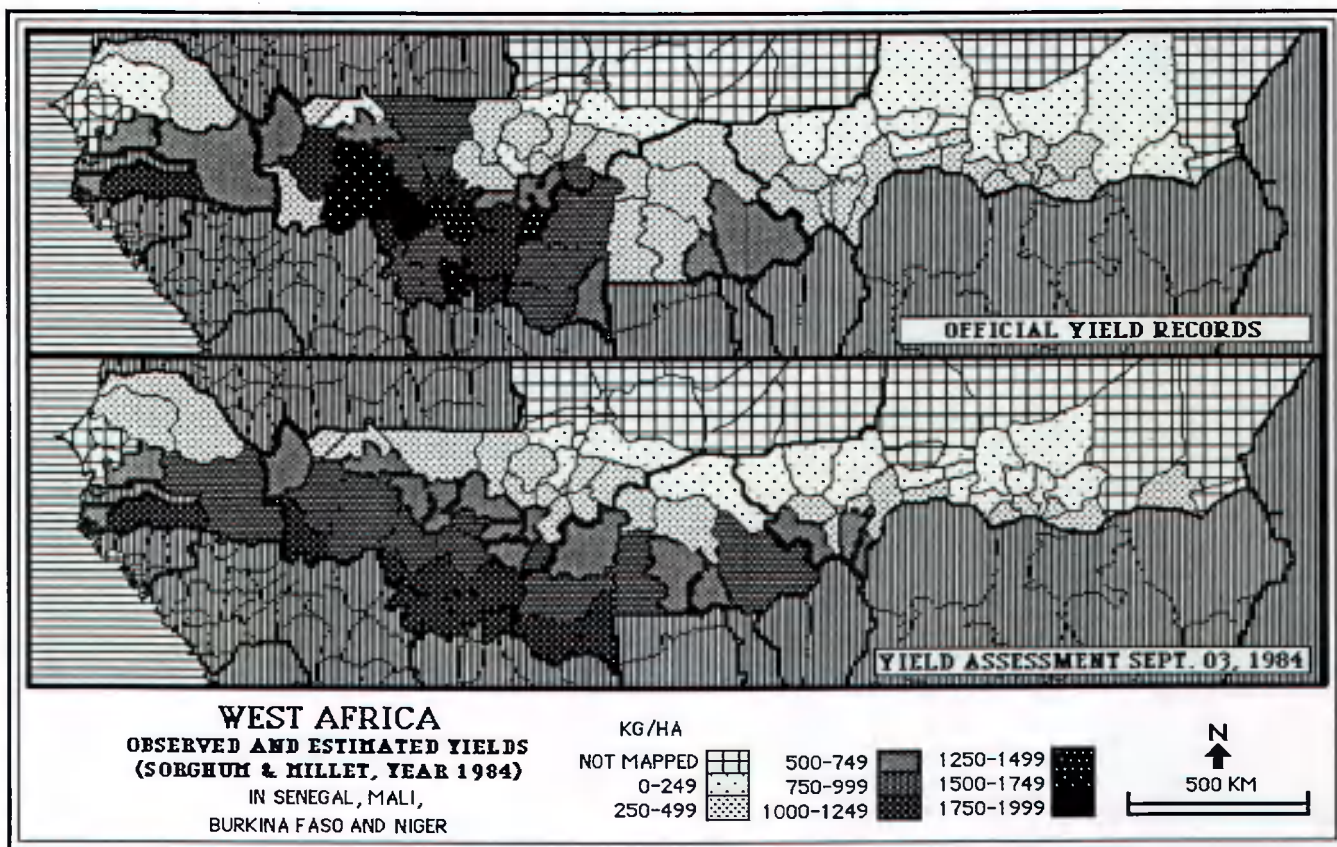 OFFICIAL YIELD RECORDS
YIELD ASSESSMENT SEPT. 03, 1984
WEST AFRICA
OBSERVED AND ESTIMATED YIELDS
(SORGHUM & MILLET, YEAR 1984)
IN SENEGAL, MALI,
BURKINA FASO AND NIGER
KG/HA
NOT MAPPED
0-249
250-499
500-749
750-999
1000-1249
1250-1499
1500-1749
1750-1999
N
500 KM